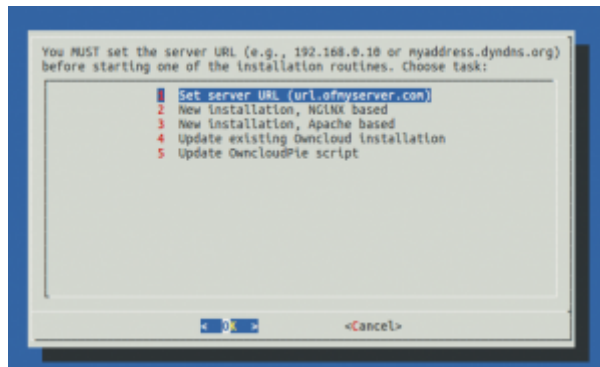 You MUST set the server URL (e.g., 192.168.0.10 or myaddress.dyndns.org)
before starting one of the installation routines. Choose task:
1 Set server URL (url.ofmyserver.com)
2 New installation, NGiNX based
3 New installation, Apache based
4 Update existing Owncloud installation
5 Update OwncloudPie script
< OK > <Cancel>